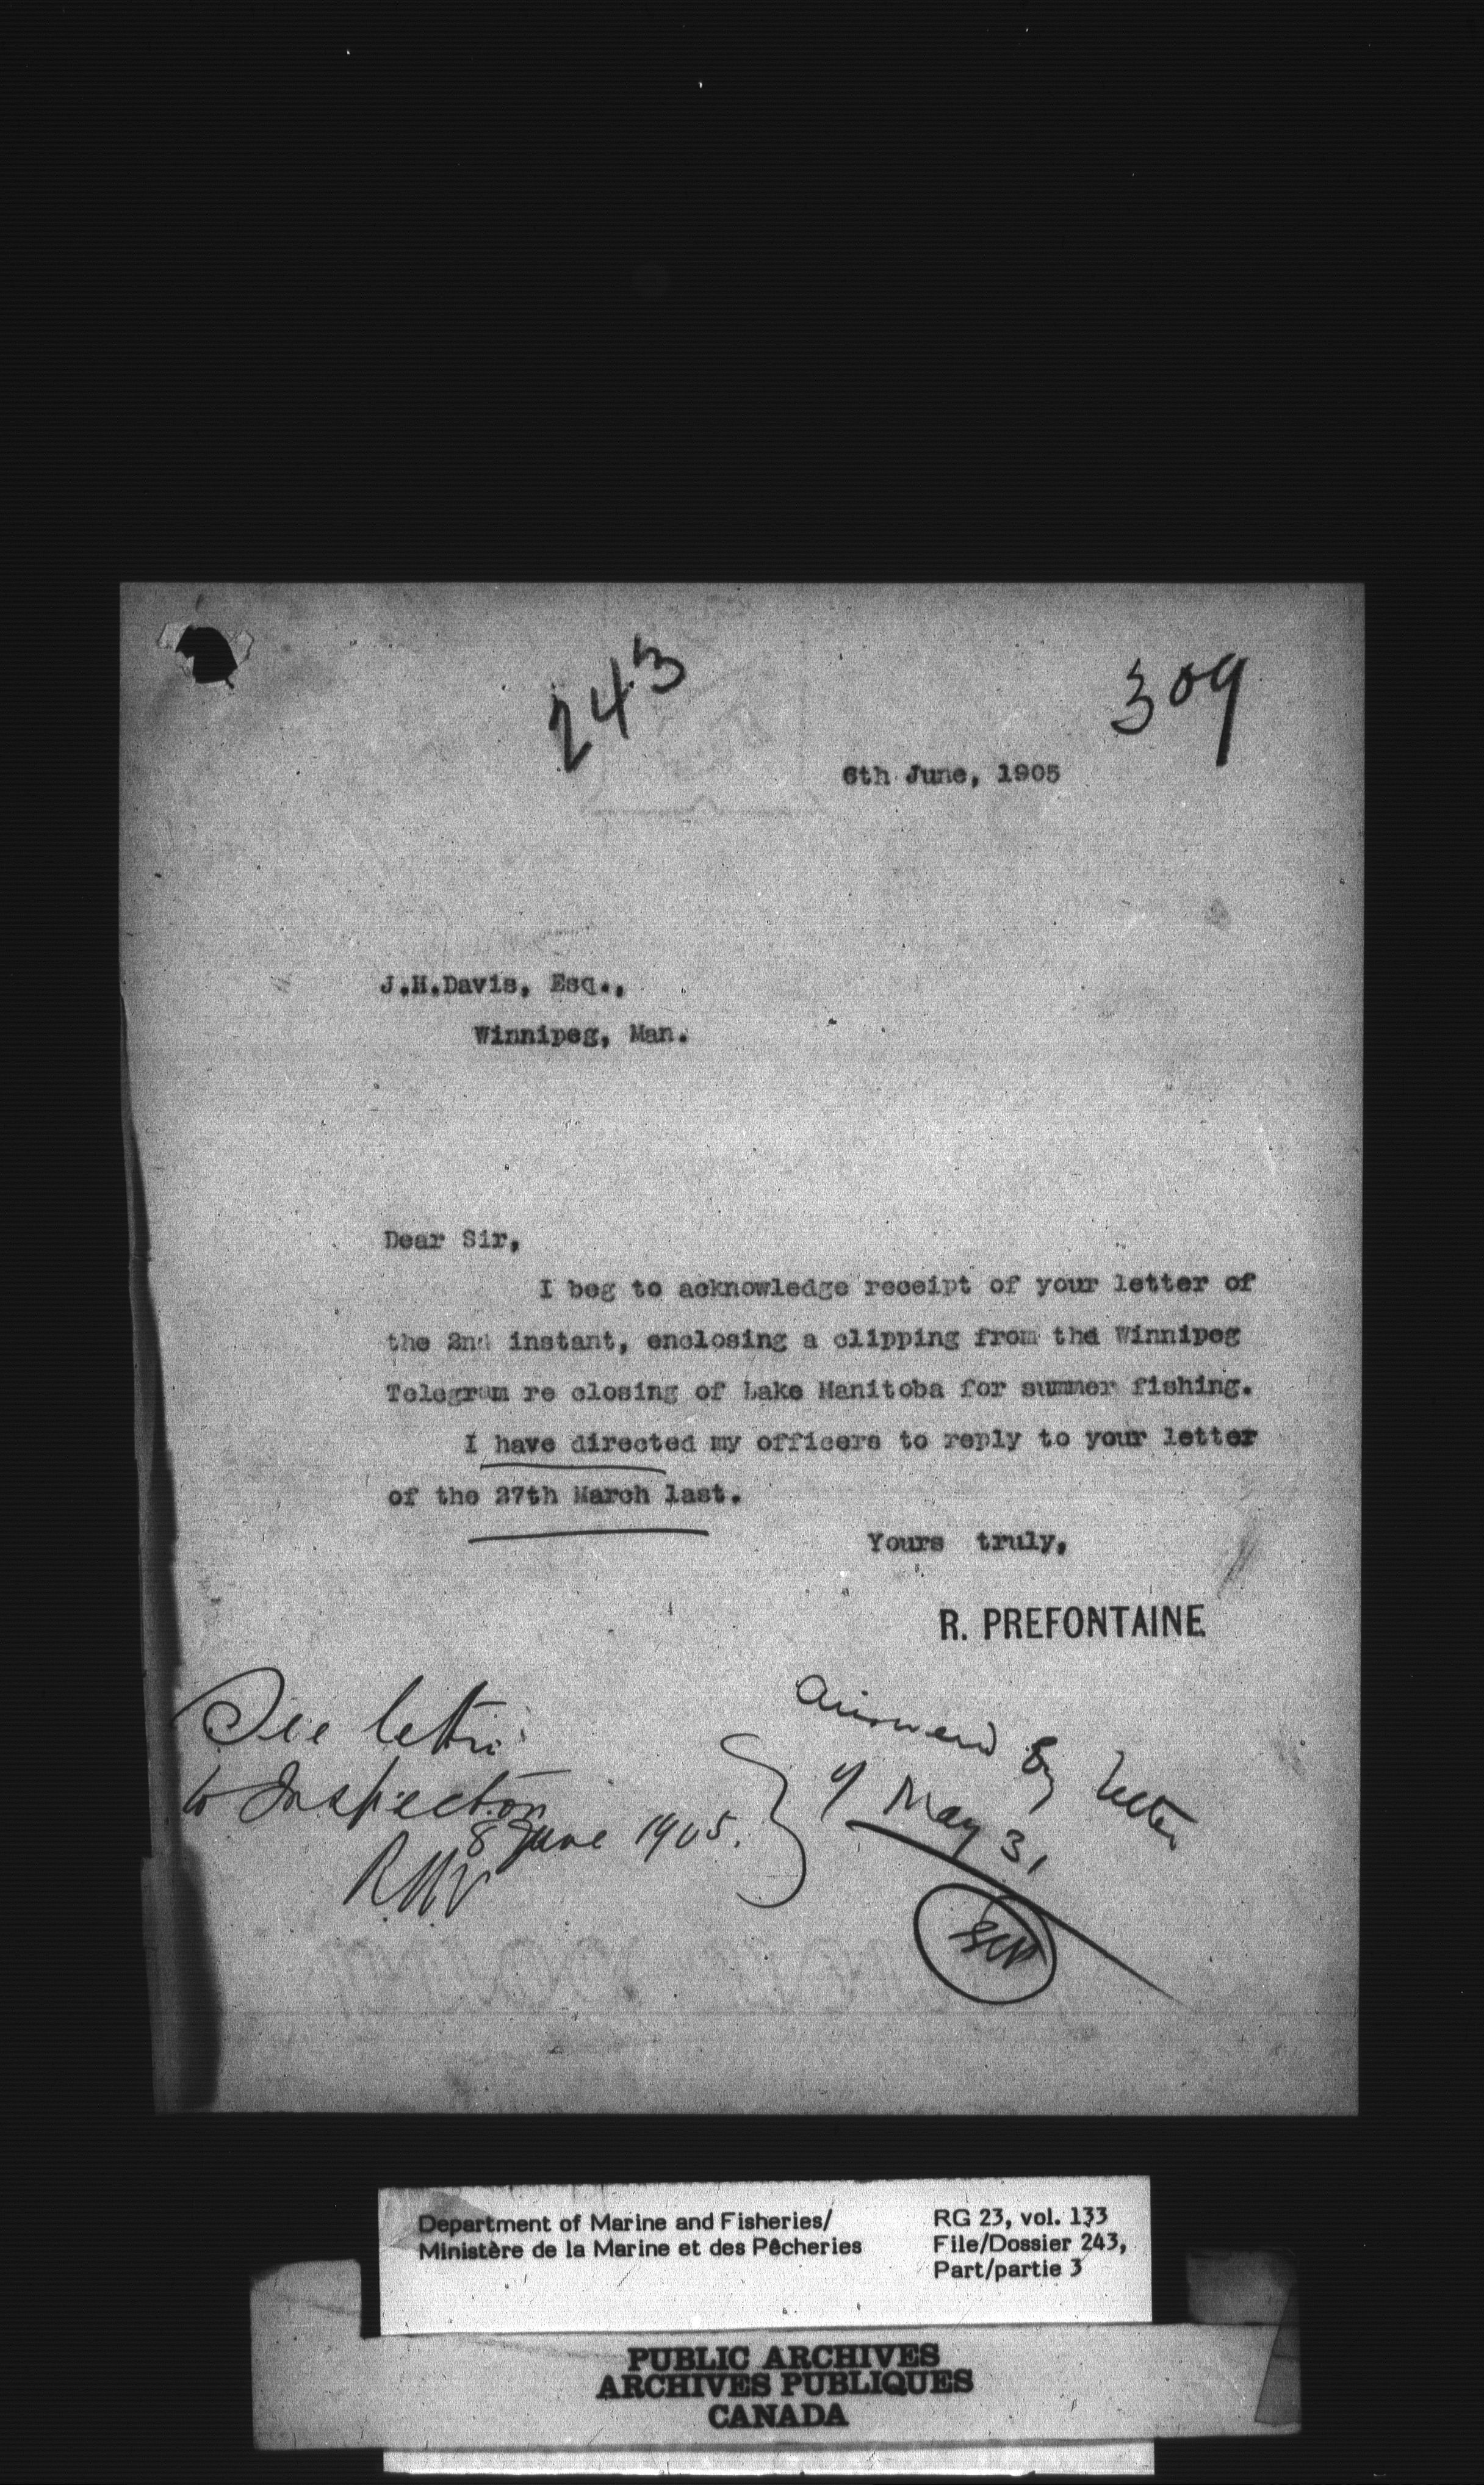 243
309
6th June, 1905
J.H.Davis, Esq.,
Winnipeg, Man.
Dear Sir,
I beg to acknowledge receipt of your letter of
the 2nd instant, enclosing a clipping from the Winnipeg
Telegram re closing of Lake Manitoba for summer fishing.
I have directed my officers to reply to your letter
of the 27th March last.
Yours truly,
R. PREFONTAINE
See letter
to Inspector
8 June 1905.
answered by letter
of May 31
Department of Marine and Fisheries/
Ministère de la Marine et des Pêcheries
RG 23, vol. 133
File/Dossier 243,
Part/partie 3
PUBLIC ARCHIVES
ARCHIVES PUBLIQUES
CANADA